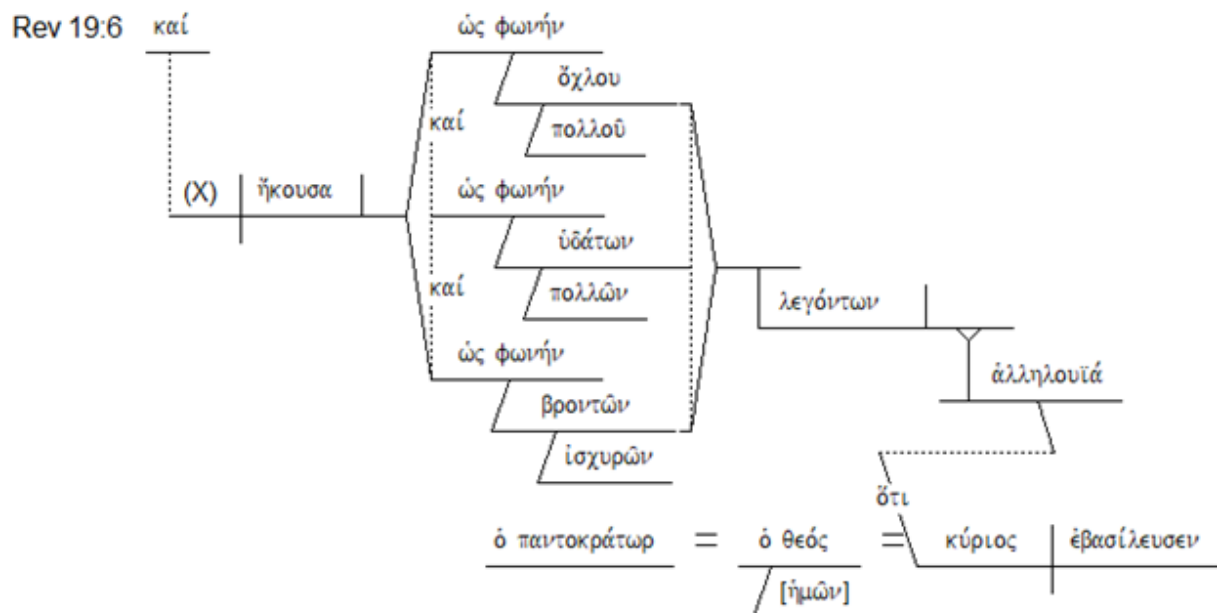 Rev 19:6 καί
ὡς φωνήν
ὄχλου
καί
πολλοῦ
(X) ἤκουσα
ὡς φωνήν
ὑδάτων
καί
πολλῶν
λεγόντων
ὡς φωνήν
ἁλληλουϊά
βροντῶν
ἰσχυρῶν
ὅτι
ὁ παντοκράτωρ = ὁ θεός = κύριος ἐβασίλευσεν
[ἡμῶν]